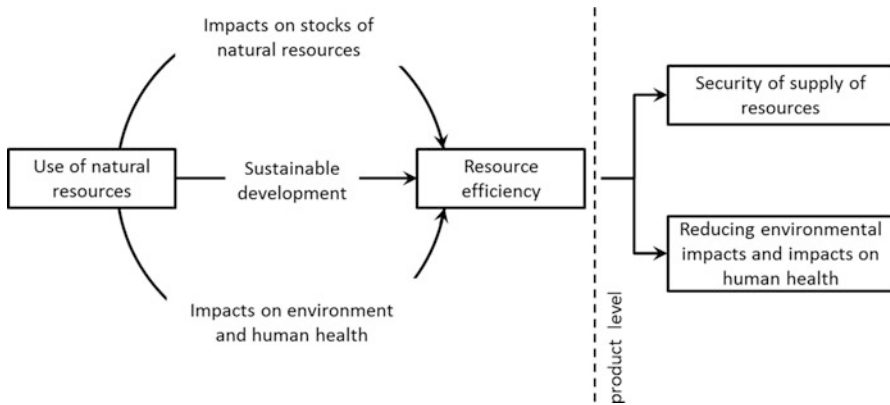 Impacts on stocks of
natural resources
Use of natural
resources
Sustainable
development
Resource
efficiency
Impacts on environment
and human health
product level
Security of supply of
resources
Reducing environmental
impacts and impacts on
human health